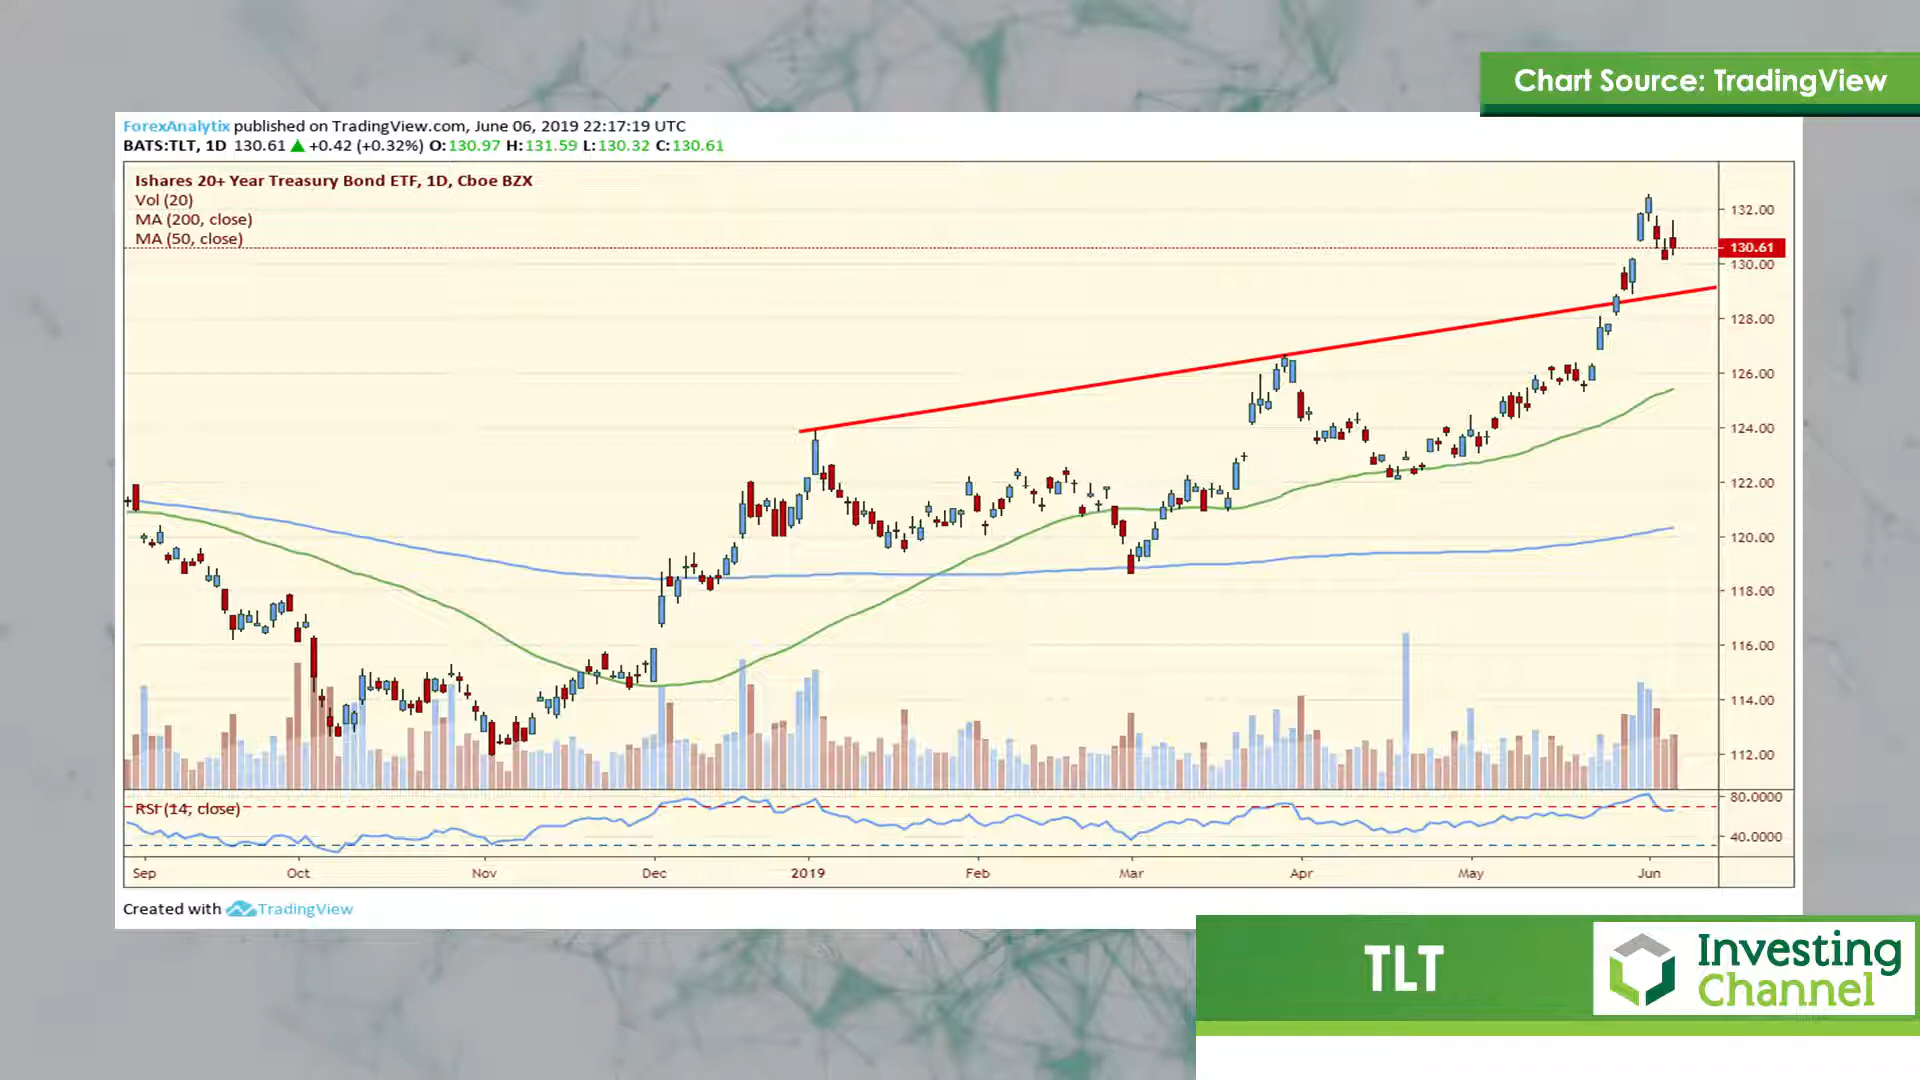 Chart Source: TradingView
ForexAnalytix published on TradingView.com, June 06, 2019 22:17:19 UTC
BATS:TLT, 1D 130.61 ▲ +0.42 (+0.32%) O:130.97 H:131.59 L:130.32 C:130.61
Ishares 20+ Year Treasury Bond ETF, 1D, Cboe BZX
Vol (20)
MA (200, close)
MA (50, close)
132.00
130.61
130.00
128.00
126.00
124.00
122.00
120.00
118.00
116.00
114.00
112.00
RSI (14, close)
80.0000
40.0000
Sep Oct Nov Dec 2019 Feb Mar Apr May Jun
Created with TradingView
TLT
Investing
Channel